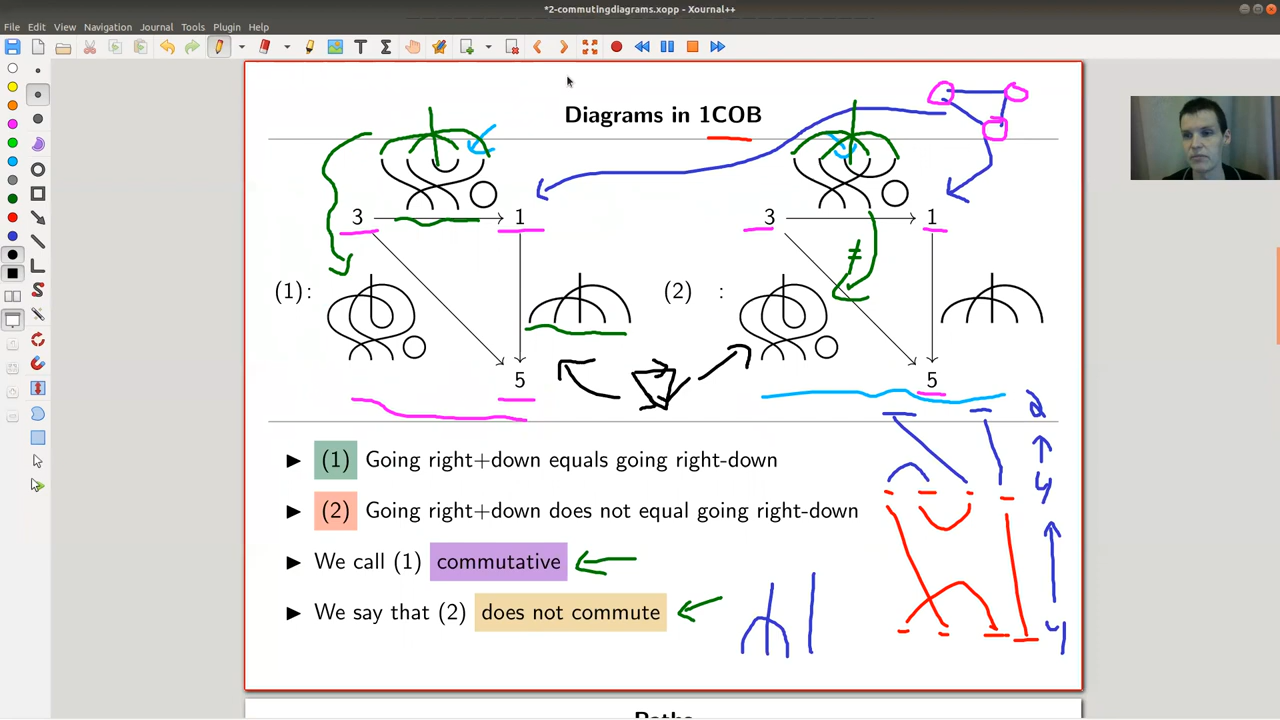 *2-commutingdiagrams.xopp - Xournal++
File Edit View Navigation Journal Tools Plugin Help
Diagrams in 1COB
3 1
3 1
≠
(1):
(2) :
5
5
2
4
4
▶ (1) Going right+down equals going right-down
▶ (2) Going right+down does not equal going right-down
▶ We call (1) commutative
▶ We say that (2) does not commute